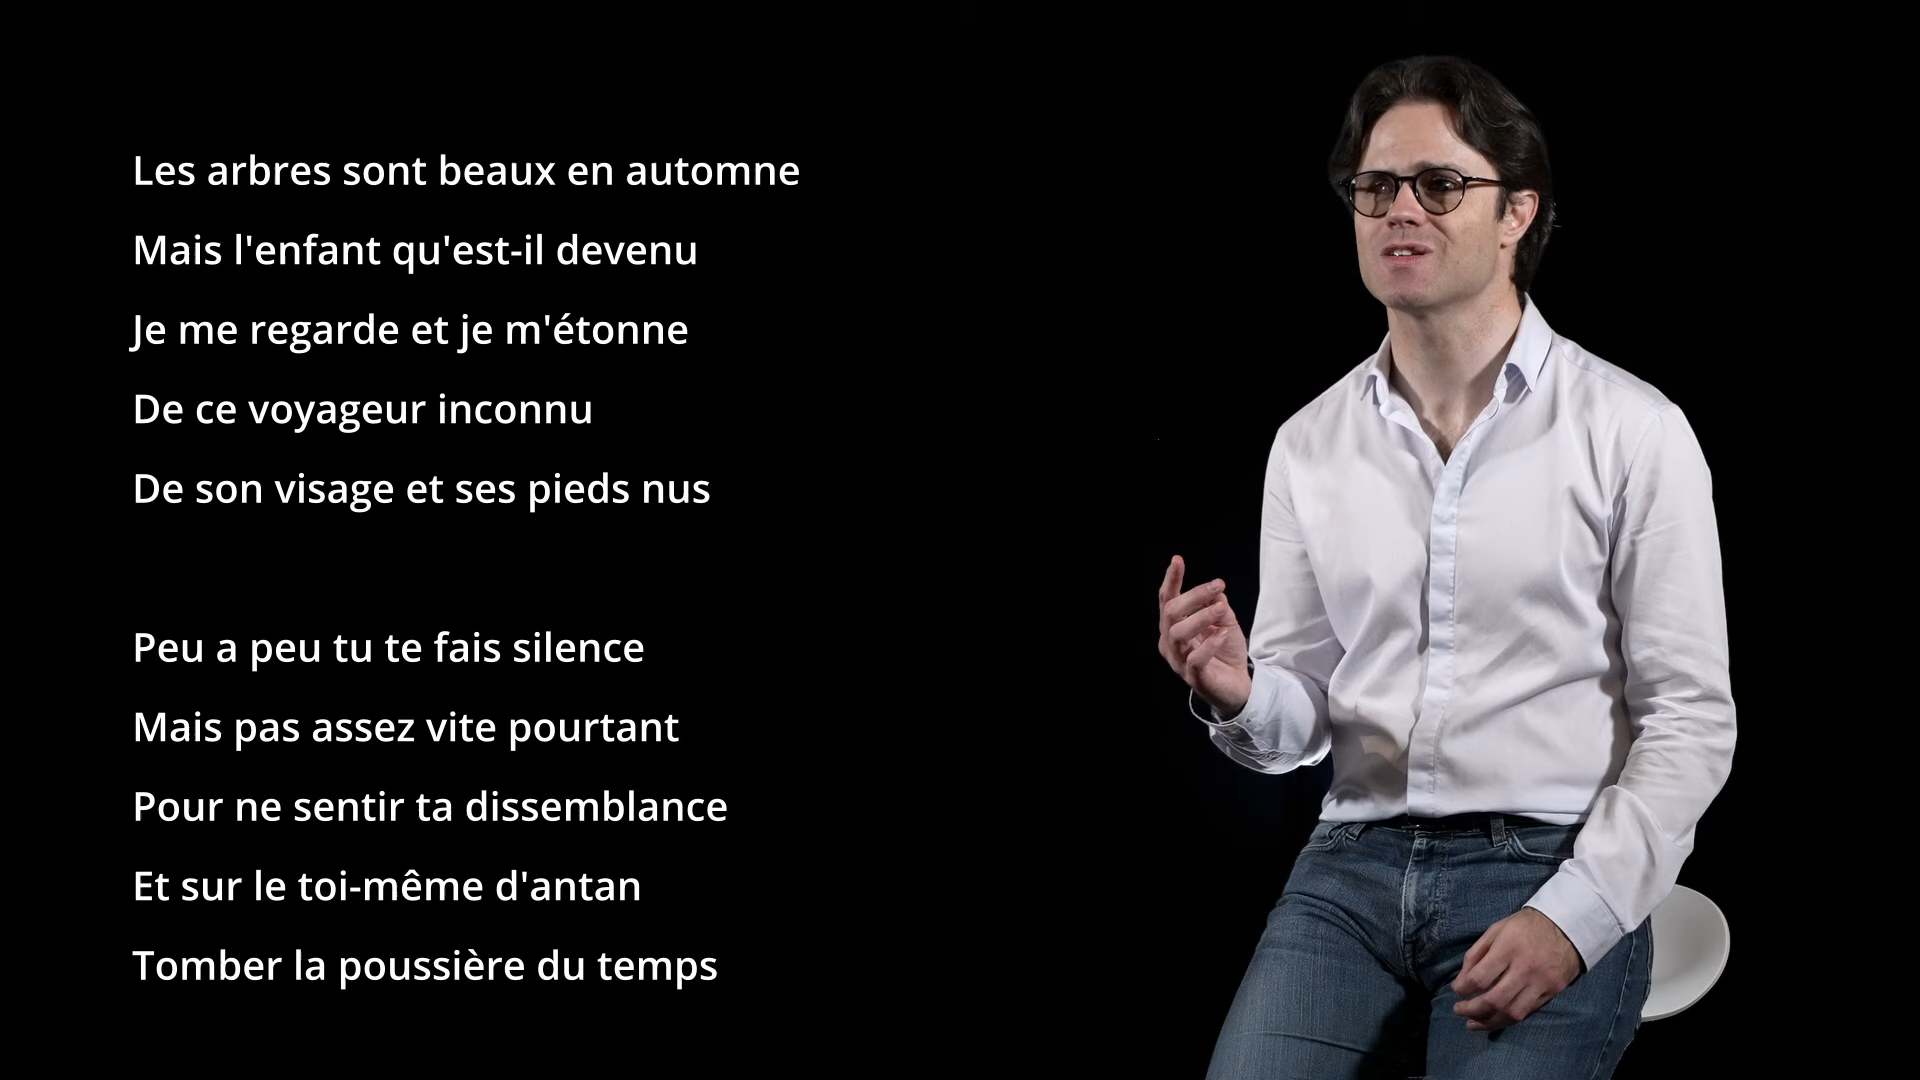 Les arbres sont beaux en automne
Mais l'enfant qu'est-il devenu
Je me regarde et je m'étonne
De ce voyageur inconnu
De son visage et ses pieds nus
Peu a peu tu te fais silence
Mais pas assez vite pourtant
Pour ne sentir ta dissemblance
Et sur le toi-même d'antan
Tomber la poussière du temps